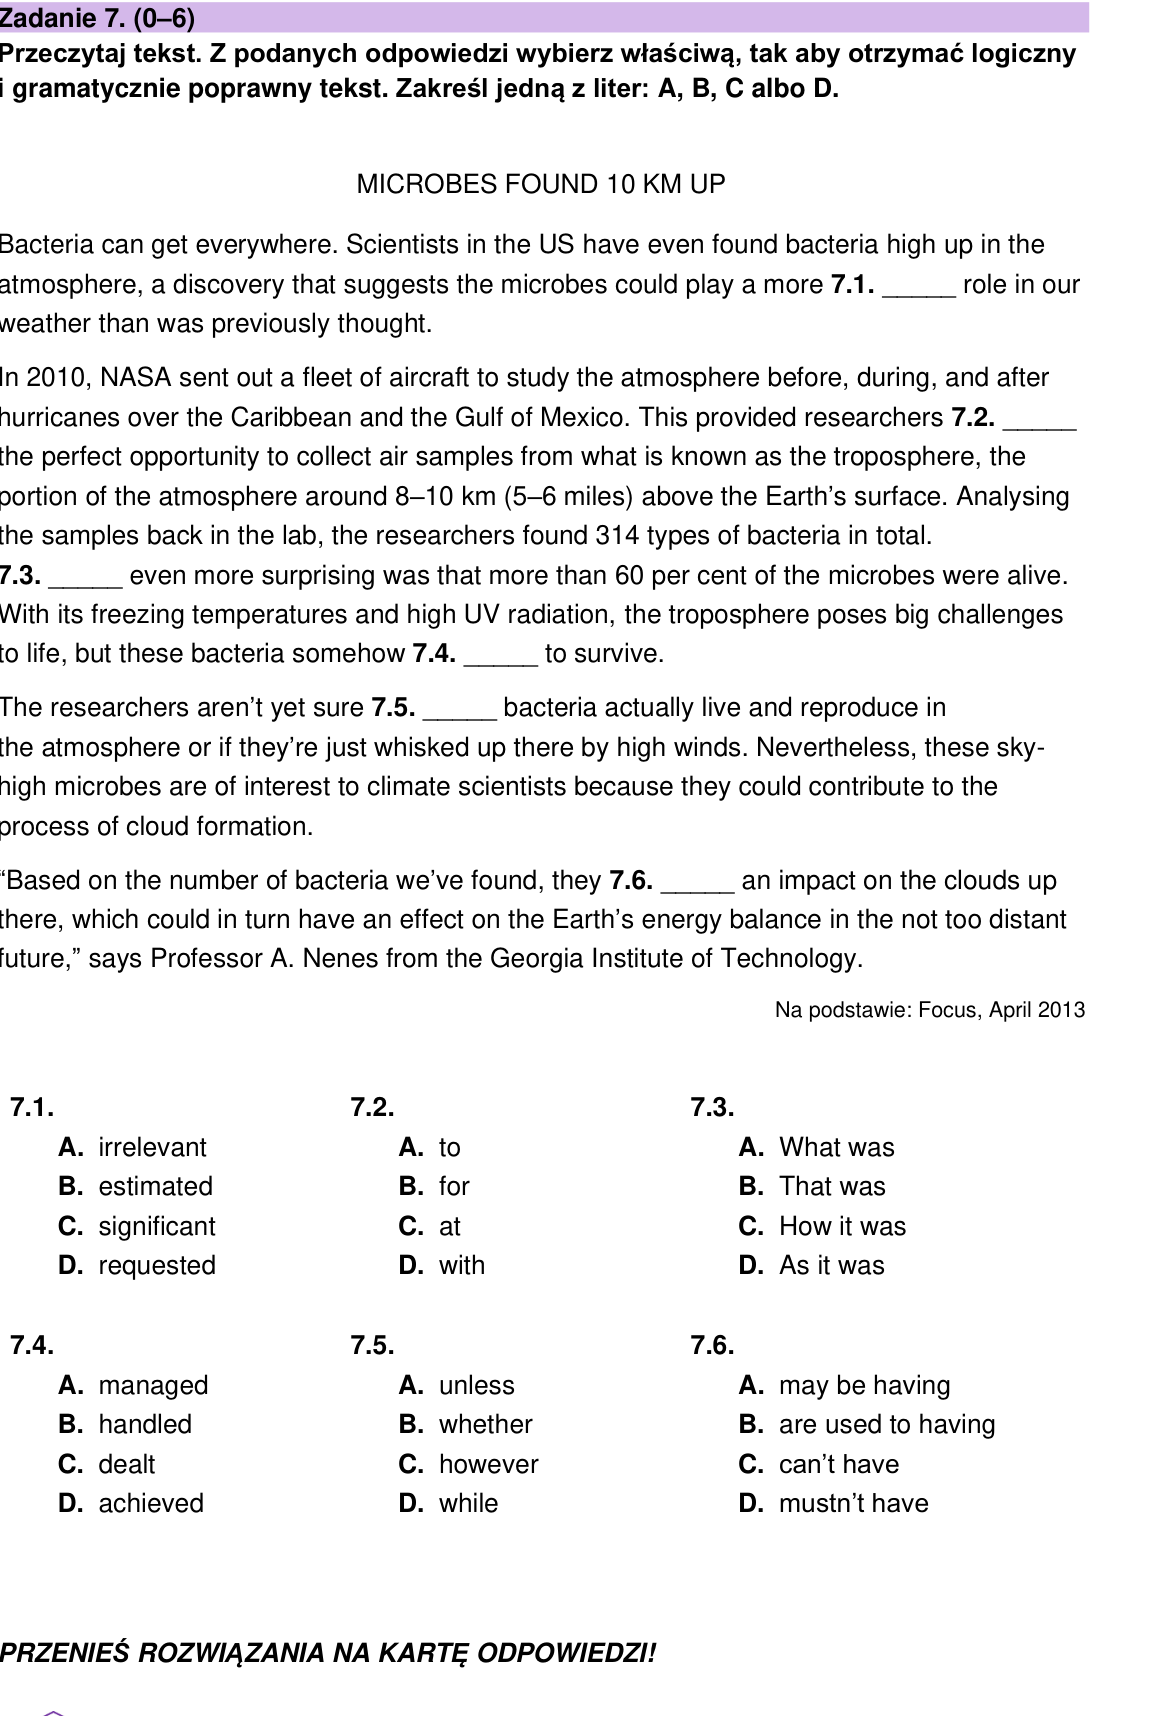 Zadanie 7. (0–6)
Przeczytaj tekst. Z podanych odpowiedzi wybierz właściwą, tak aby otrzymać logiczny
i gramatycznie poprawny tekst. Zakreśl jedną z liter: A, B, C albo D.
MICROBES FOUND 10 KM UP
Bacteria can get everywhere. Scientists in the US have even found bacteria high up in the
atmosphere, a discovery that suggests the microbes could play a more 7.1. _____ role in our
weather than was previously thought.
In 2010, NASA sent out a fleet of aircraft to study the atmosphere before, during, and after
hurricanes over the Caribbean and the Gulf of Mexico. This provided researchers 7.2. _____
the perfect opportunity to collect air samples from what is known as the troposphere, the
portion of the atmosphere around 8–10 km (5–6 miles) above the Earth's surface. Analysing
the samples back in the lab, the researchers found 314 types of bacteria in total.
7.3. _____ even more surprising was that more than 60 per cent of the microbes were alive.
With its freezing temperatures and high UV radiation, the troposphere poses big challenges
to life, but these bacteria somehow 7.4. _____ to survive.
The researchers aren't yet sure 7.5. _____ bacteria actually live and reproduce in
the atmosphere or if they're just whisked up there by high winds. Nevertheless, these sky-
high microbes are of interest to climate scientists because they could contribute to the
process of cloud formation.
“Based on the number of bacteria we've found, they 7.6. _____ an impact on the clouds up
there, which could in turn have an effect on the Earth's energy balance in the not too distant
future,” says Professor A. Nenes from the Georgia Institute of Technology.
Na podstawie: Focus, April 2013
7.1.
A. irrelevant
B. estimated
C. significant
D. requested
7.2.
A. to
B. for
C. at
D. with
7.3.
A. What was
B. That was
C. How it was
D. As it was
7.4.
A. managed
B. handled
C. dealt
D. achieved
7.5.
A. unless
B. whether
C. however
D. while
7.6.
A. may be having
B. are used to having
C. can't have
D. mustn't have
PRZENIEŚ ROZWIĄZANIA NA KARTĘ ODPOWIEDZI!